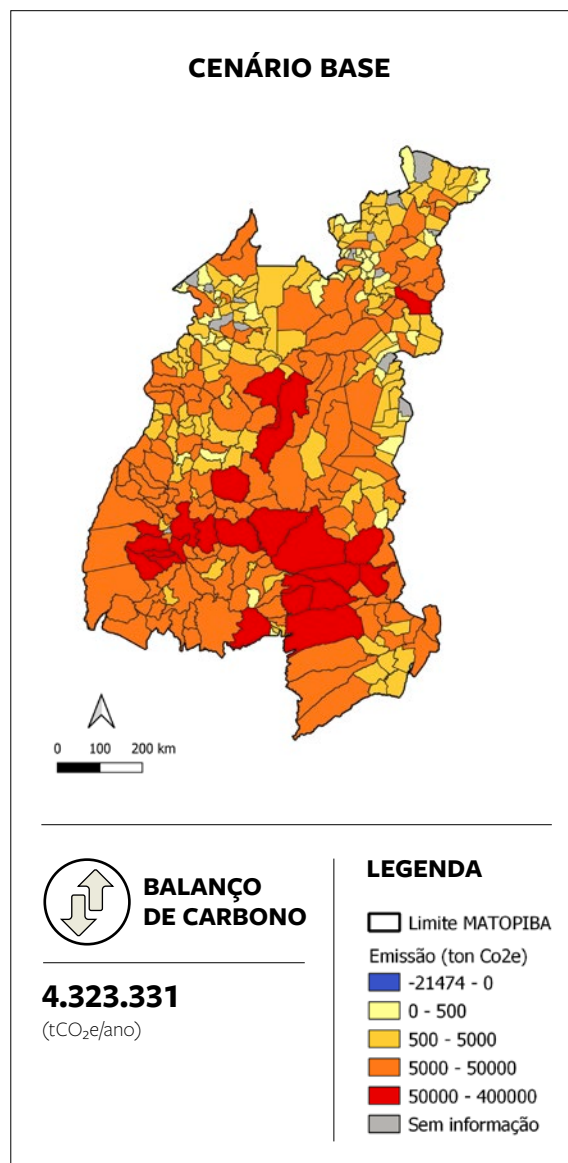 CENÁRIO BASE
0 100 200 km
BALANÇO
DE CARBONO
4.323.331
(tCO₂e/ano)
LEGENDA
Limite MATOPIBA
Emissão (ton Co2e)
-21474 - 0
0 - 500
500 - 5000
5000 - 50000
50000 - 400000
Sem informação